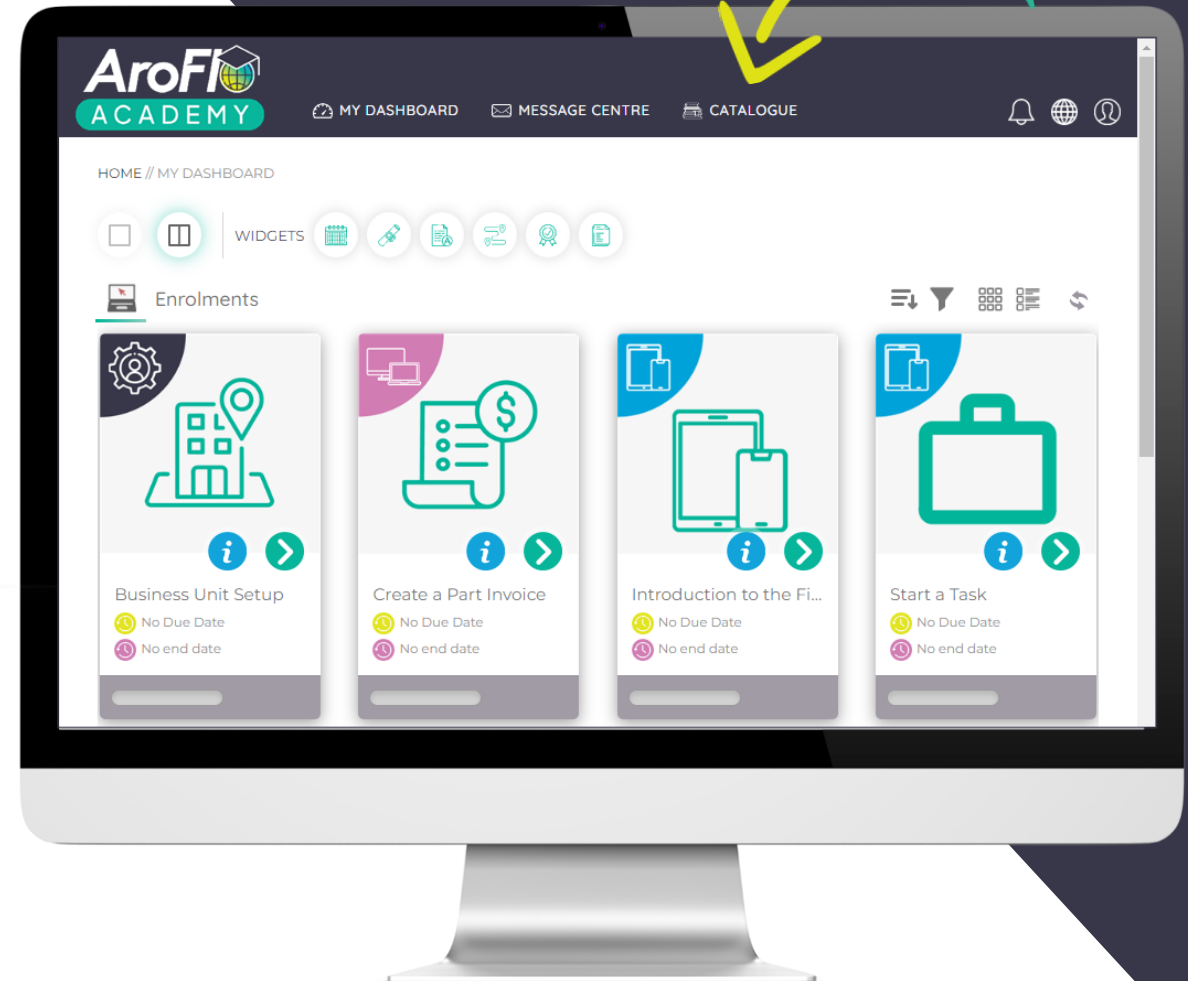 AroFlo
ACADEMY
MY DASHBOARD MESSAGE CENTRE CATALOGUE
HOME // MY DASHBOARD
WIDGETS
Enrolments
Business Unit Setup
No Due Date
No end date
Create a Part Invoice
No Due Date
No end date
Introduction to the Fi...
No Due Date
No end date
Start a Task
No Due Date
No end date